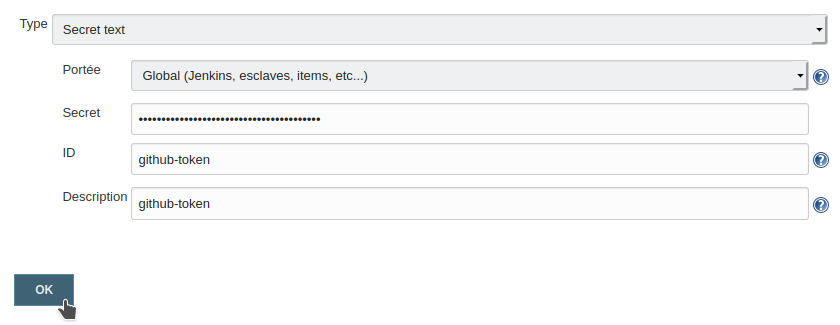 Type Secret text
Portée Global (Jenkins, esclaves, items, etc...)
Secret ••••••••••••••••••••••••••••••••••••••••
ID github-token
Description github-token
OK